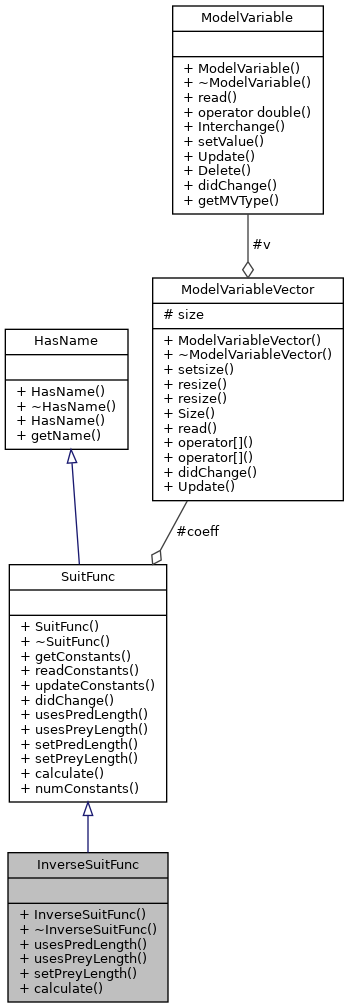 ModelVariable
+ ModelVariable()
+ ~ModelVariable()
+ read()
+ operator double()
+ Interchange()
+ setValue()
+ Update()
+ Delete()
+ didChange()
+ getMVType()
#v
ModelVariableVector
# size
+ ModelVariableVector()
+ ~ModelVariableVector()
+ setsize()
+ resize()
+ resize()
+ Size()
+ read()
+ operator[]()
+ operator[]()
+ didChange()
+ Update()
HasName
+ HasName()
+ ~HasName()
+ HasName()
+ getName()
#coeff
SuitFunc
+ SuitFunc()
+ ~SuitFunc()
+ getConstants()
+ readConstants()
+ updateConstants()
+ didChange()
+ usesPredLength()
+ usesPreyLength()
+ setPredLength()
+ setPreyLength()
+ calculate()
+ numConstants()
InverseSuitFunc
+ InverseSuitFunc()
+ ~InverseSuitFunc()
+ usesPredLength()
+ usesPreyLength()
+ setPreyLength()
+ calculate()